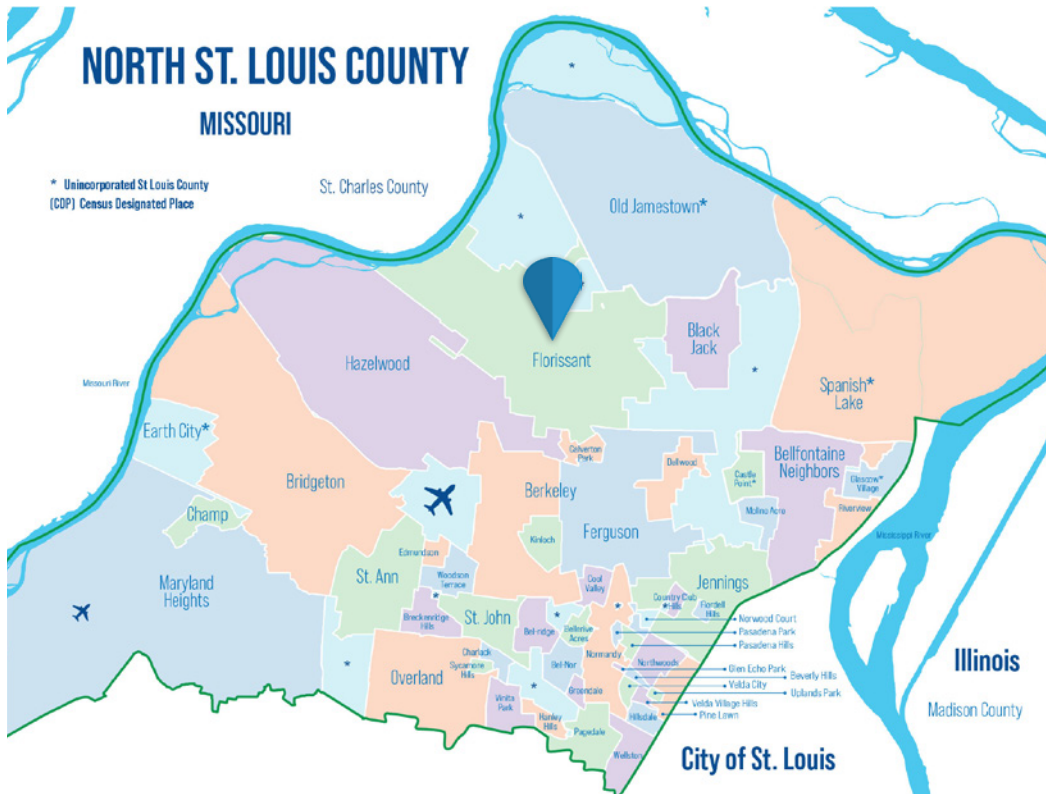 NORTH ST. LOUIS COUNTY
MISSOURI
* Unincorporated St Louis County
(CDP) Census Designated Place
St. Charles County
*
*
Old Jamestown*
Black
Jack
Florissant
Hazelwood
*
Missouri River
Spanish*
Lake
Earth City*
Calverton
Park
Dellwood
Bellfontaine
Neighbors
Castle
Point*
Glascow*
Village
Bridgeton
Berkeley
Champ
Molino Acre
Riverview
Kinloch
Ferguson
Mississippi River
Edmundson
St. Ann
Woodson
Terrace
Cool
Valley
Jennings
Maryland
Heights
*
Breckenridge
Hills
St. John
Bel-ridge
*
Bellerive
Acres
*
*
Country Club
Hills
Flordell
Hills
Norwood Court
Pasadena Park
Pasadena Hills
Charlack
Sycamore
Hills
Normandy
Bel-Nor
Northwoods
Glen Echo Park
Beverly Hills
Illinois
*
Overland
*
Greendale
Velda City
Uplands Park
Vinita
Park
Velda Village Hills
Madison County
Hanley
Hills
Hillsdale
Pine Lawn
Pagedale
Wellston
City of St. Louis